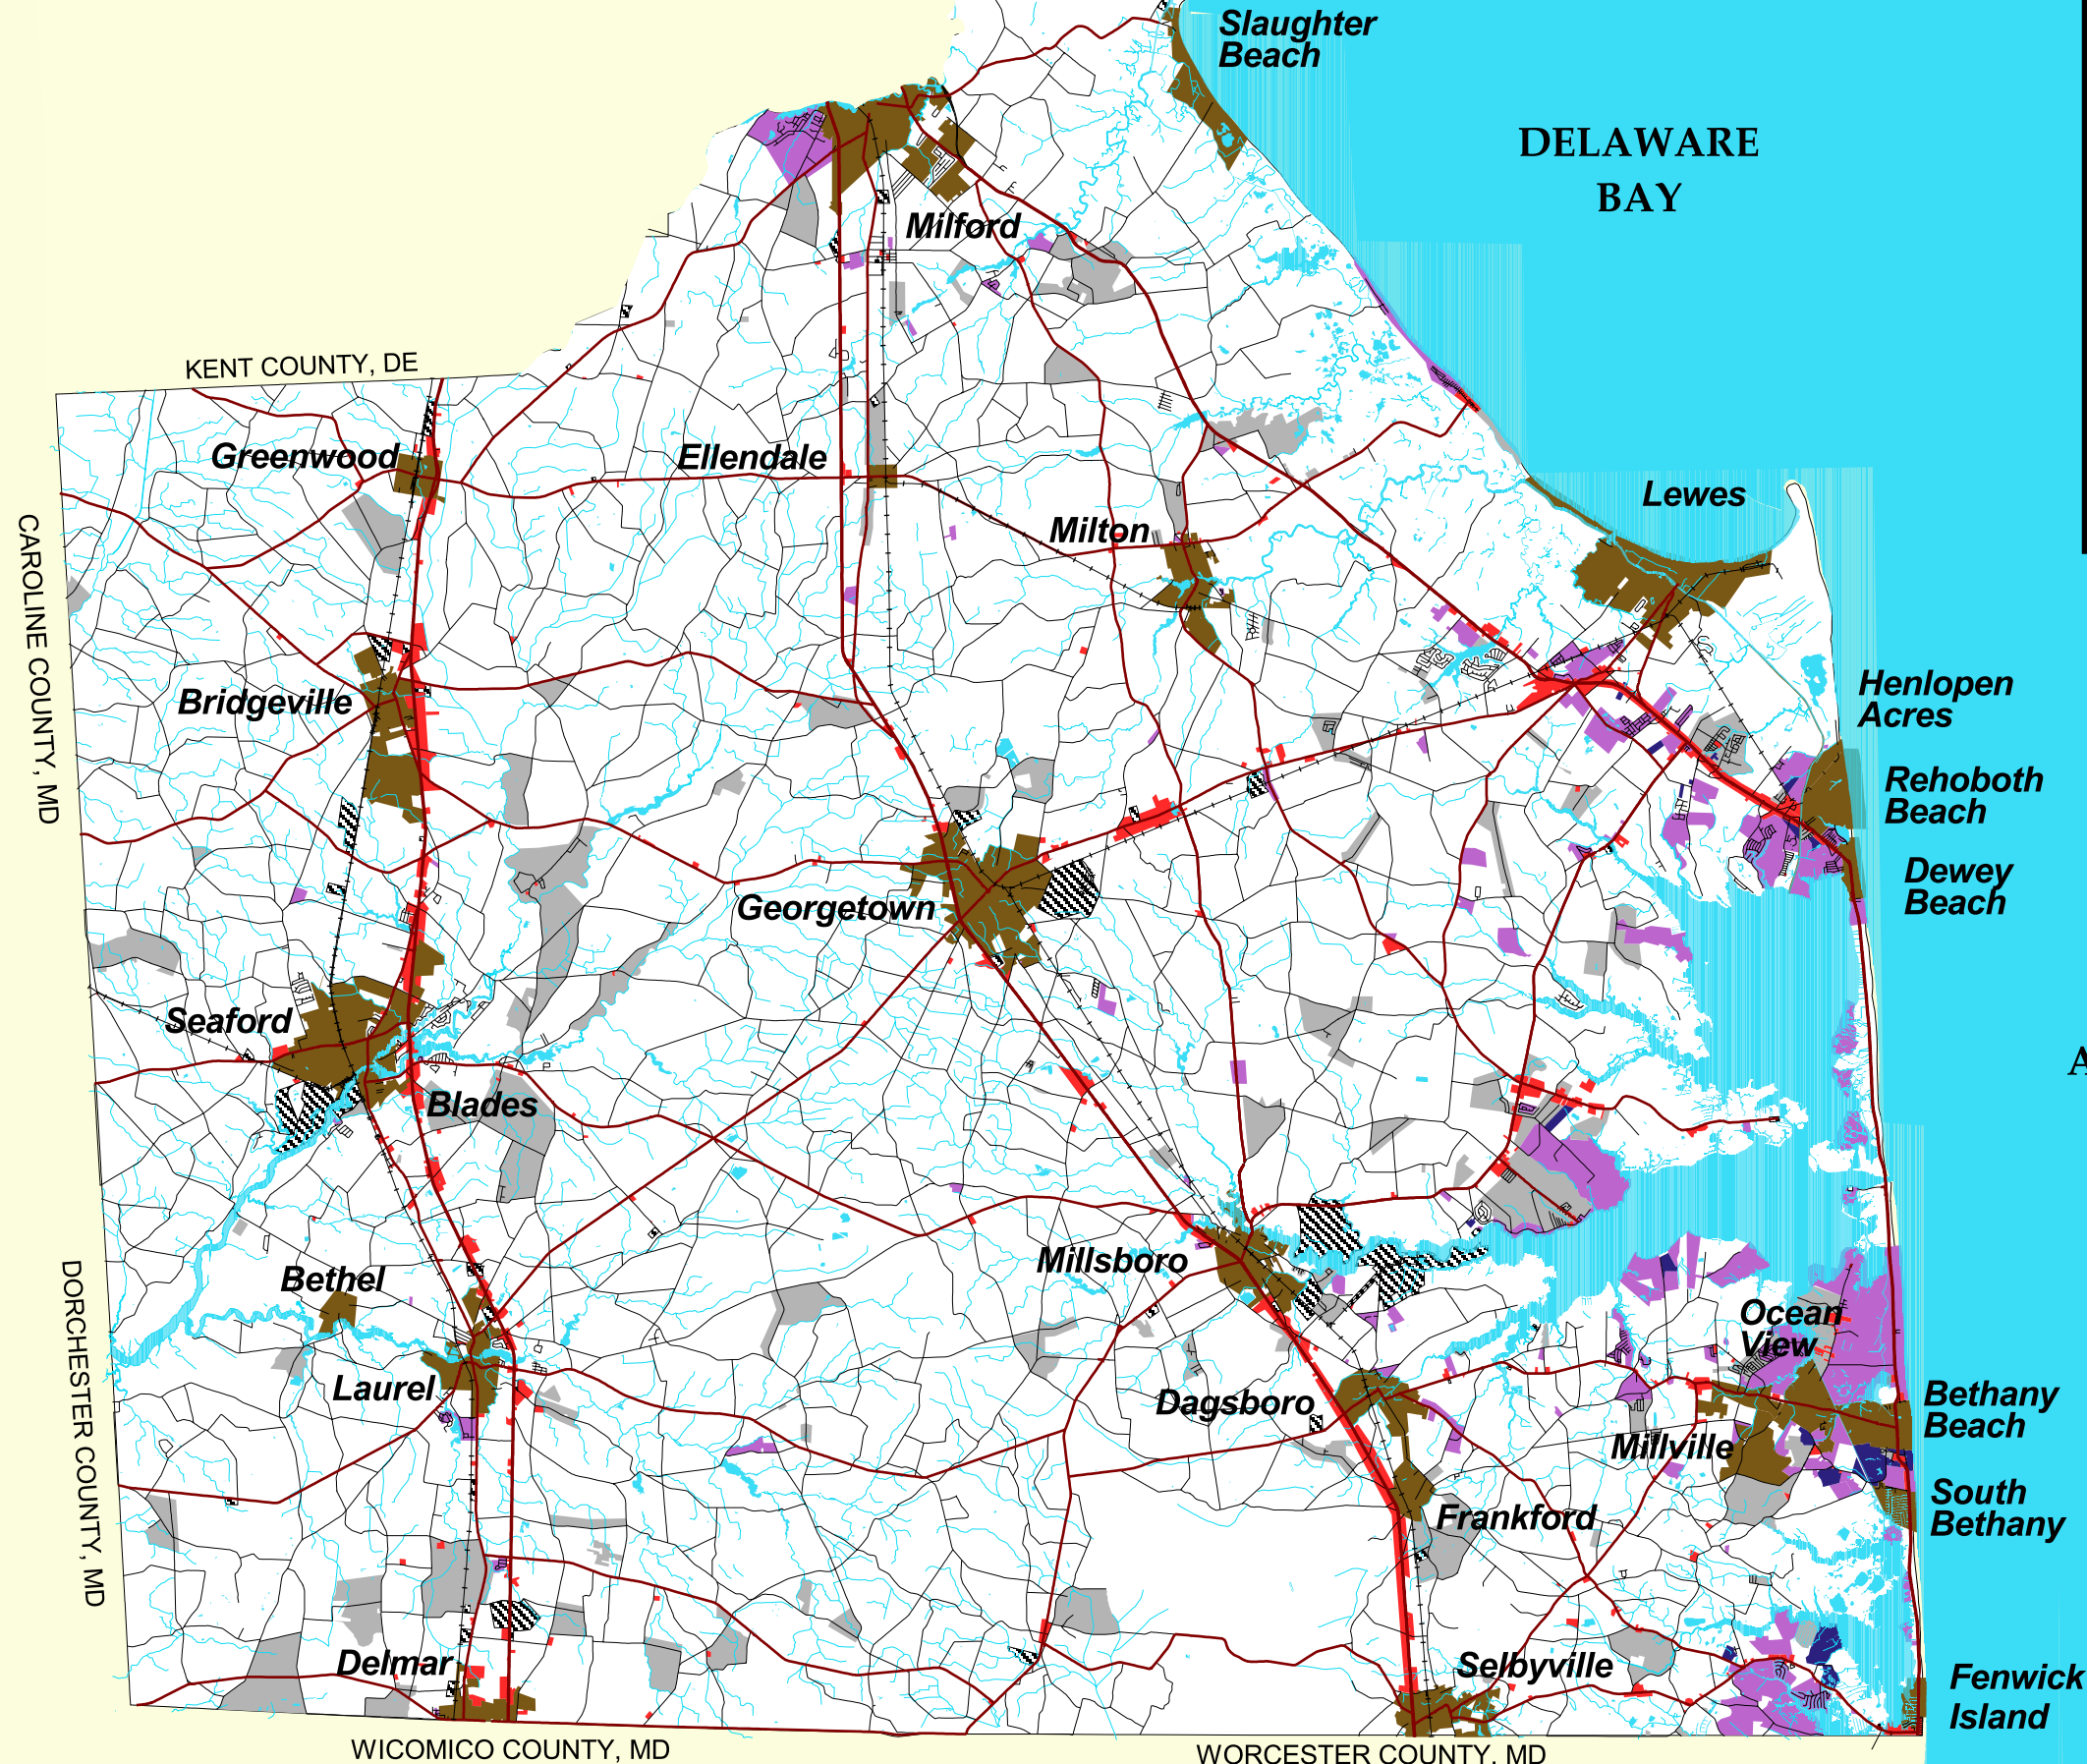 Slaughter
Beach
DELAWARE
BAY
Milford
KENT COUNTY, DE
Greenwood
Ellendale
Lewes
Milton
CAROLINE COUNTY, MD
Henlopen
Acres
Bridgeville
Rehoboth
Beach
Dewey
Beach
Georgetown
Seaford
A
Blades
Millsboro
Bethel
DORCHESTER COUNTY, MD
Ocean
View
Laurel
Dagsboro
Bethany
Beach
Millville
South
Bethany
Frankford
Delmar
Selbyville
Fenwick
Island
WICOMICO COUNTY, MD
WORCESTER COUNTY, MD